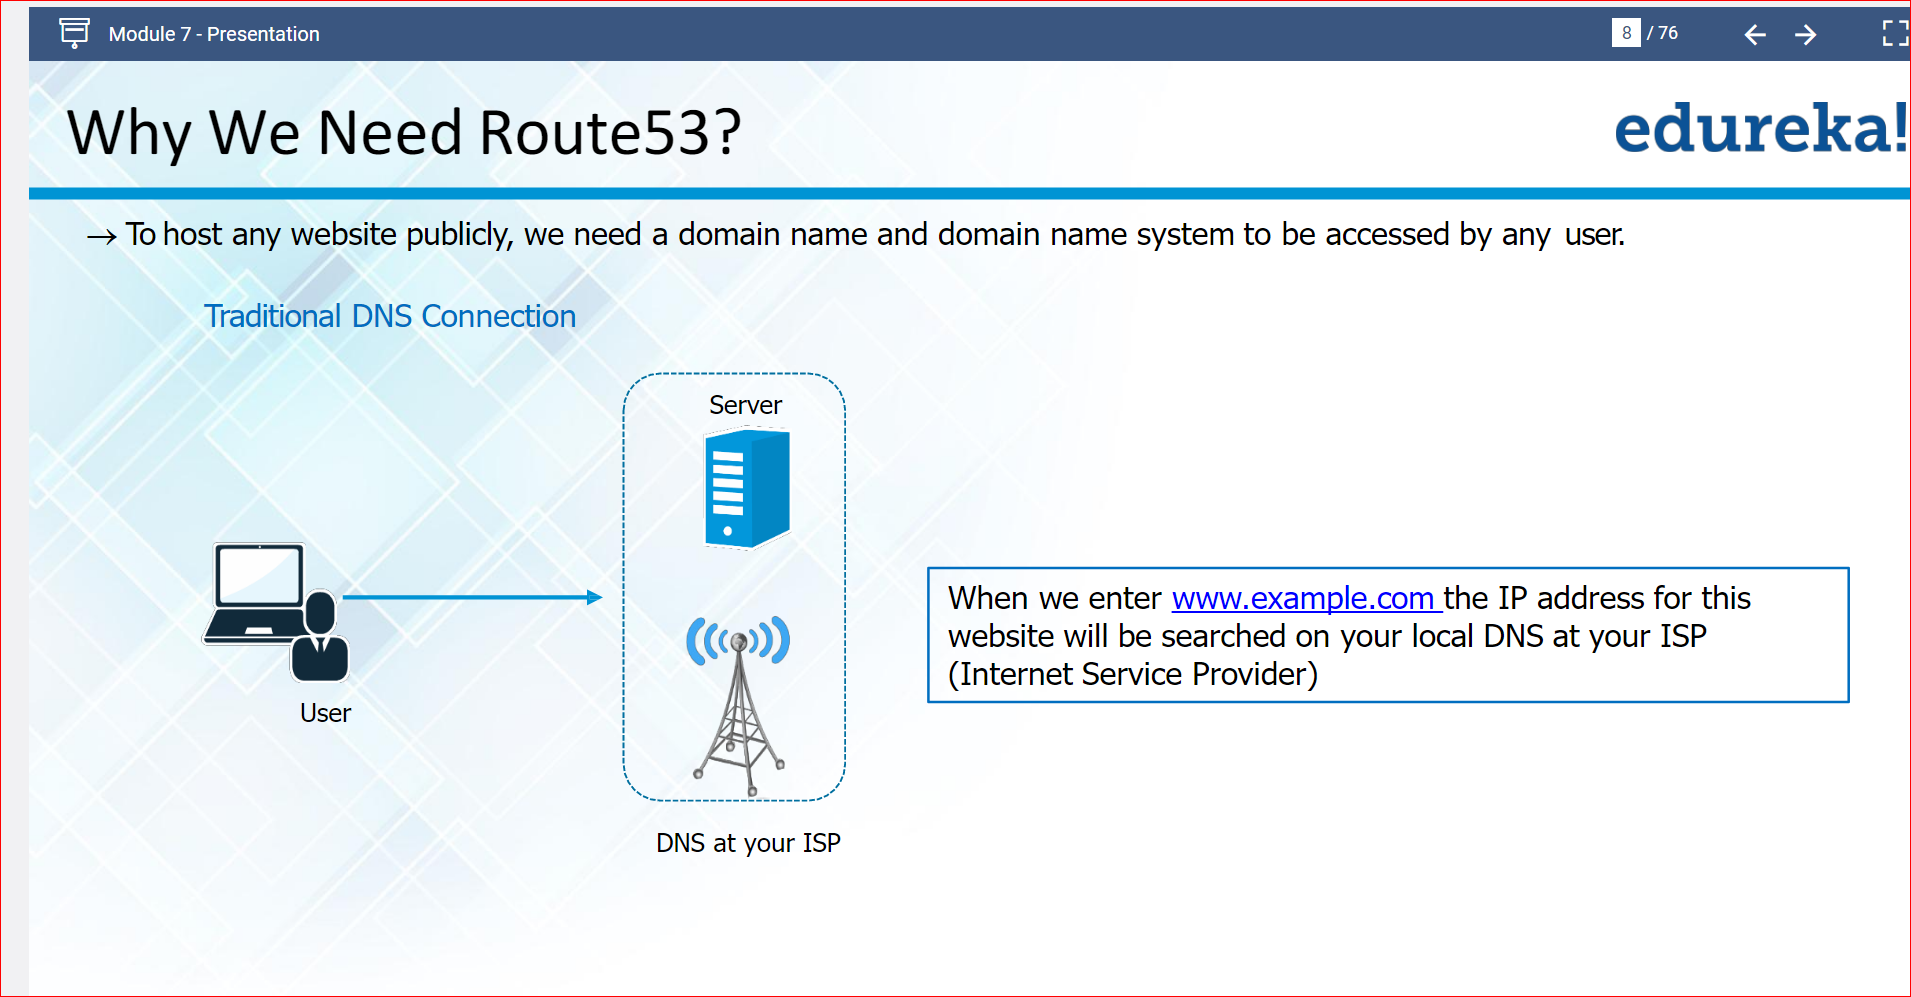 Module 7 - Presentation
8 / 76
Why We Need Route53?
edureka!
→ To host any website publicly, we need a domain name and domain name system to be accessed by any user.
Traditional DNS Connection
Server
User
When we enter www.example.com the IP address for this
website will be searched on your local DNS at your ISP
(Internet Service Provider)
DNS at your ISP